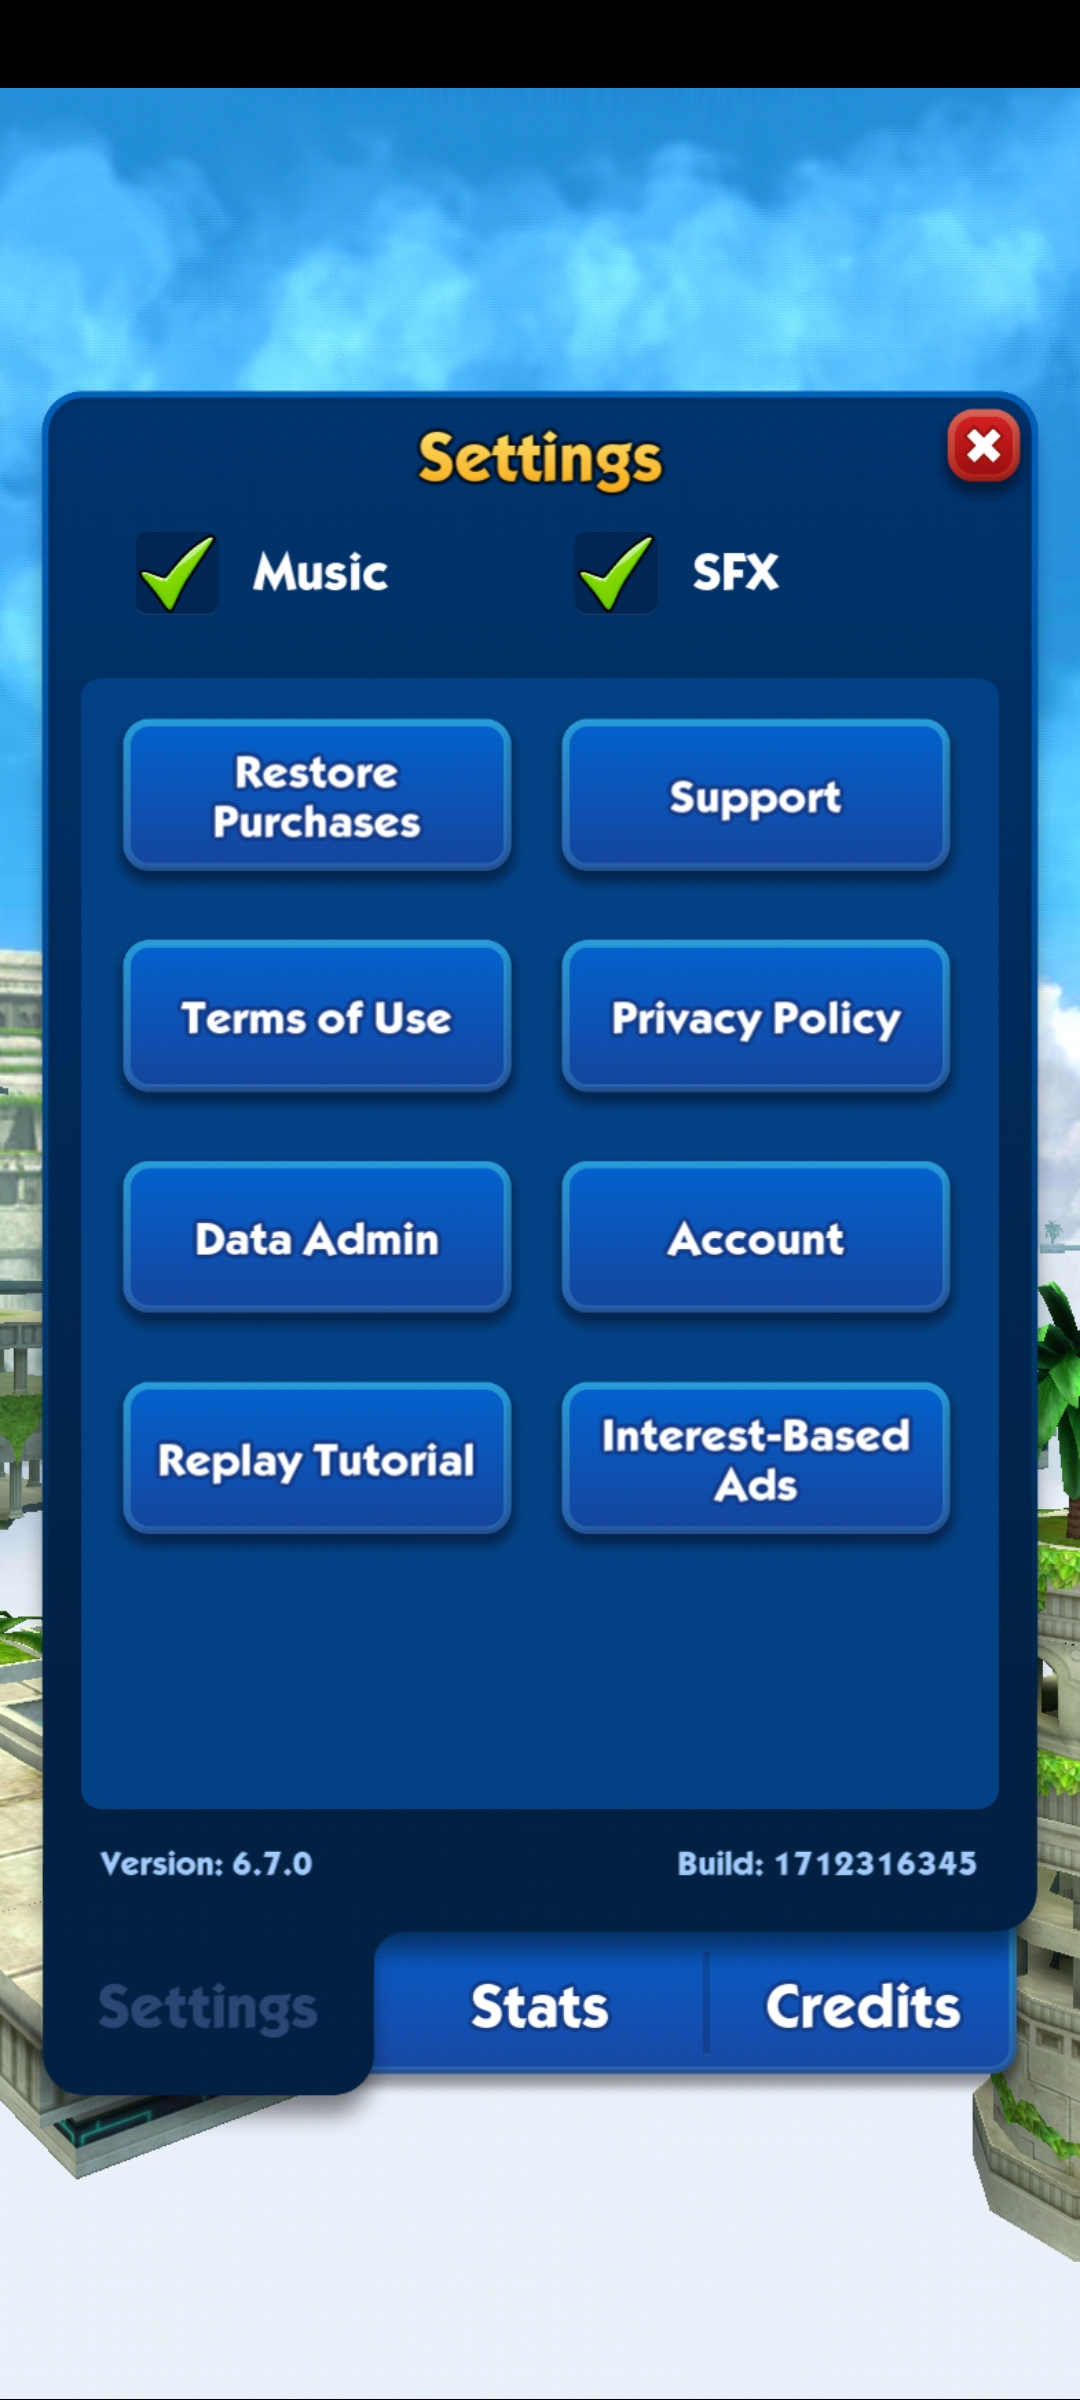 Settings
Music
SFX
Restore
Purchases
Support
Terms of Use
Privacy Policy
Data Admin
Account
Replay Tutorial
Interest-Based
Ads
Version: 6.7.0
Build: 1712316345
Settings
Stats
Credits